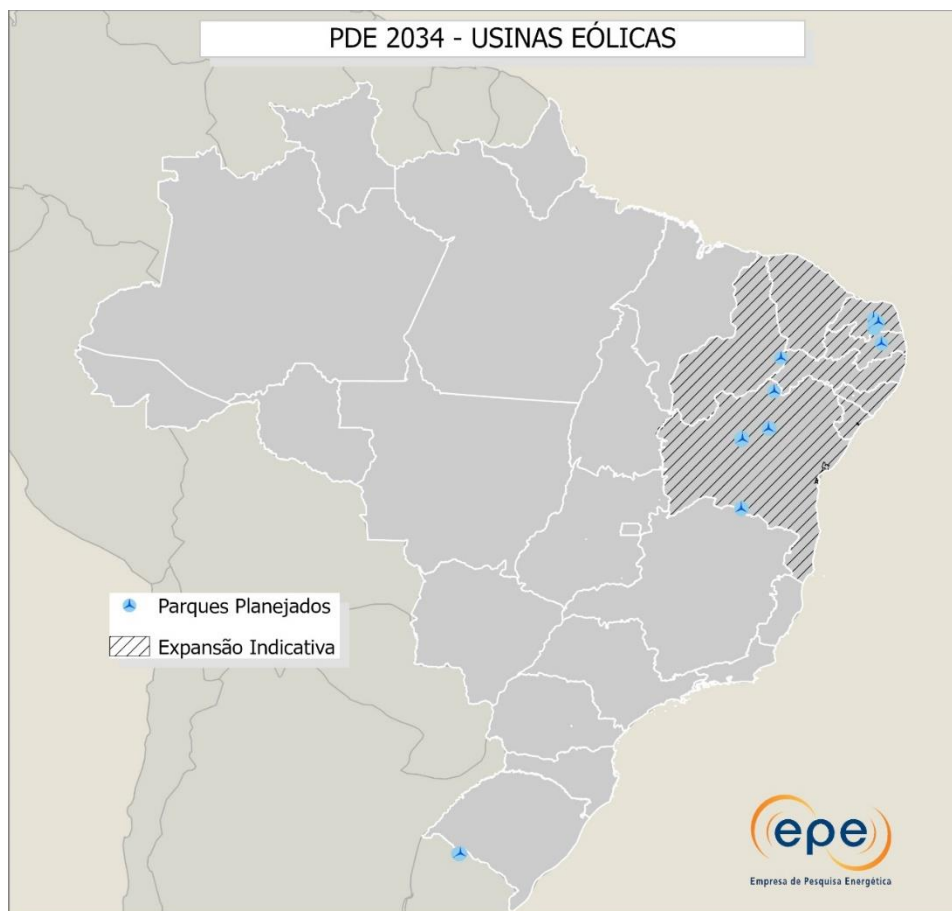 PDE 2034 - USINAS EÓLICAS
Parques Planejados
Expansão Indicativa
epe
Empresa de Pesquisa Energética